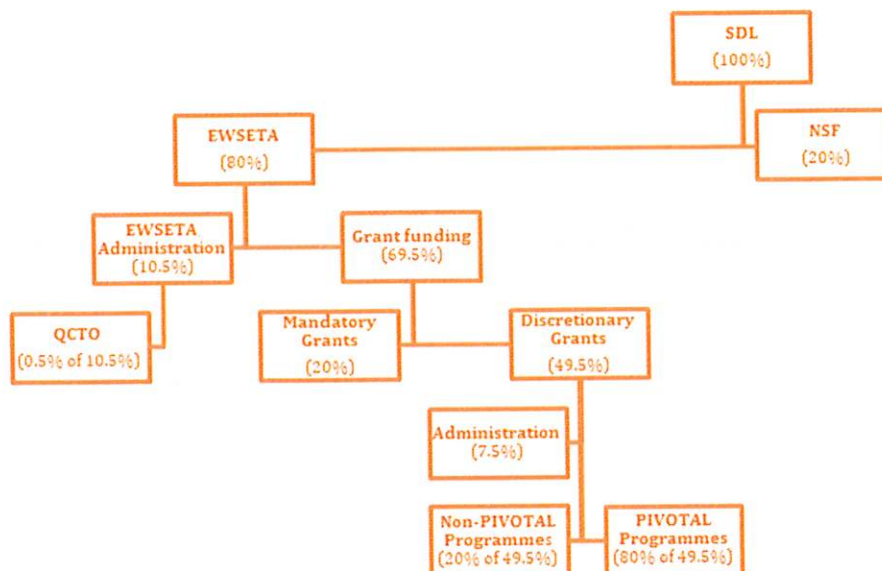 SDL
(100%)
EWSETA
(80%)
NSF
(20%)
EWSETA
Administration
(10.5%)
Grant funding
(69.5%)
QCTO
(0.5% of 10.5%)
Mandatory
Grants
(20%)
Discretionary
Grants
(49.5%)
Administration
(7.5%)
Non-PIVOTAL
Programmes
(20% of 49.5%)
PIVOTAL
Programmes
(80% of 49.5%)